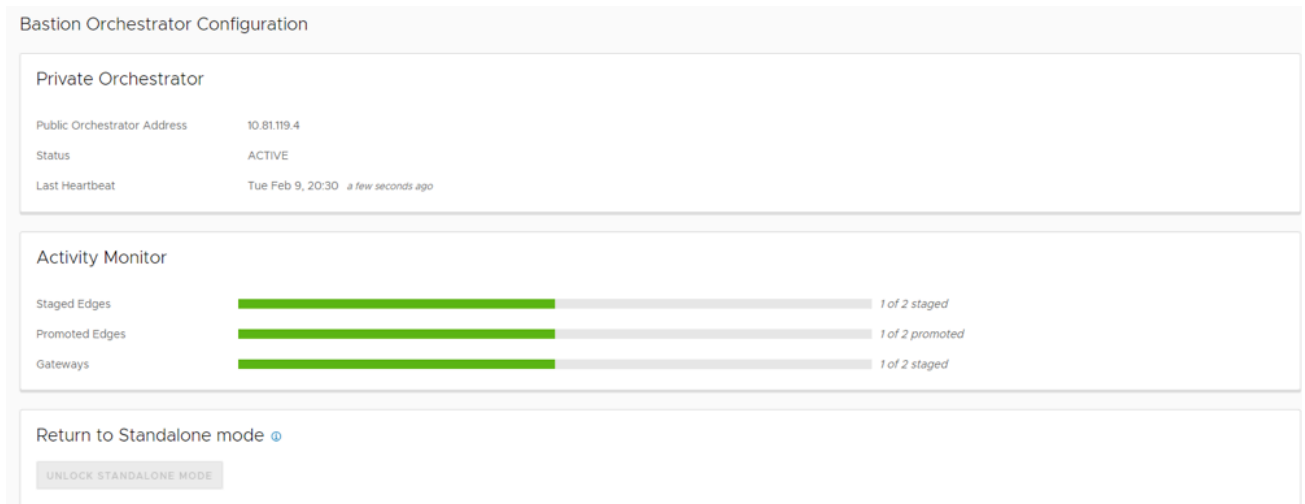 Bastion Orchestrator Configuration
Private Orchestrator
Public Orchestrator Address 10.81.119.4
Status ACTIVE
Last Heartbeat Tue Feb 9, 20:30 a few seconds ago
Activity Monitor
Staged Edges 1 of 2 staged
Promoted Edges 1 of 2 promoted
Gateways 1 of 2 staged
Return to Standalone mode
UNLOCK STANDALONE MODE